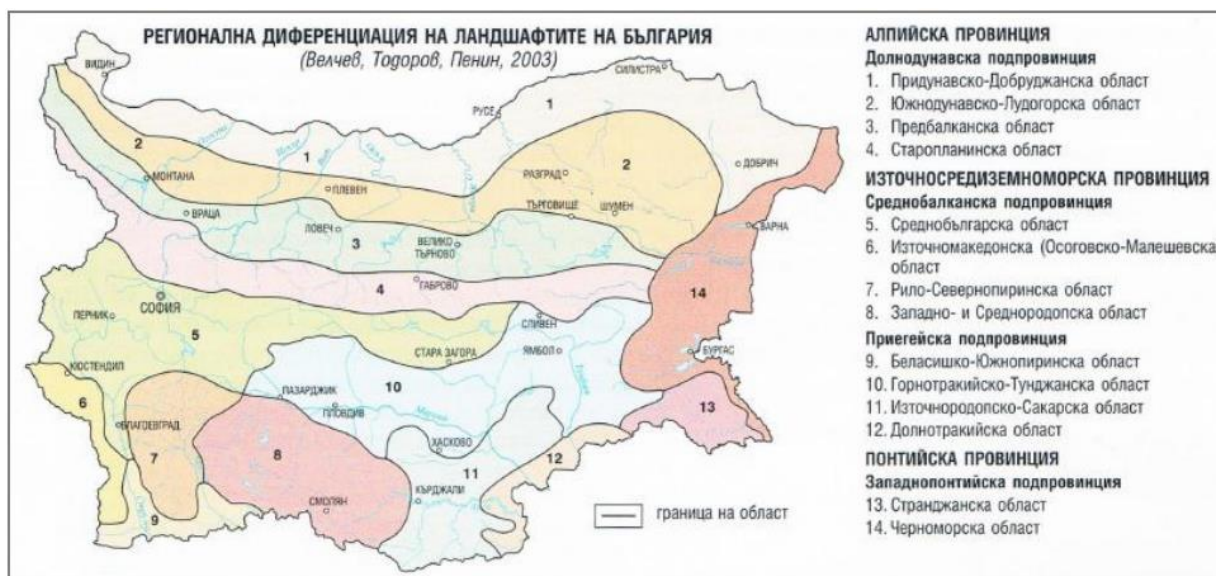 РЕГИОНАЛНА ДИФЕРЕНЦИАЦИЯ НА ЛАНДШАФТИТЕ НА БЪЛГАРИЯ
(Велчев, Тодоров, Пенин, 2003)
ВИДИН
СИЛИСТРА
РУСЕ
1
2
1
2
МОНТАНА
ПЛЕВЕН
РАЗГРАД
ДОБРИЧ
ТЪРГОВИЩЕ
ШУМЕН
ВРАЦА
ЛОВЕЧ
3
ВЕЛИКО
ТЪРНОВО
ВАРНА
4
ГАБРОВО
14
СОФИЯ
ПЕРНИК
5
СЛИВЕН
СТАРА ЗАГОРА
ЯМБОЛ
БУРГАС
КЮСТЕНДИЛ
6
ПАЗАРДЖИК
10
ПЛОВДИВ
Марица
13
БЛАГОЕВГРАД
ХАСКОВО
7
8
11
12
СМОЛЯН
КЪРДЖАЛИ
9
граница на област
АЛПИЙСКА ПРОВИНЦИЯ
Долнодунавска подпровинция
1. Придунавско-Добруджанска област
2. Южнодунавско-Лудогорска област
3. Предбалканска област
4. Старопланинска област
ИЗТОЧНОСРЕДИЗЕМНОМОРСКА ПРОВИНЦИЯ
Среднобалканска подпровинция
5. Среднобългарска област
6. Източномакедонска (Осоговско-Малешевска
област
7. Рило-Севернопиринска област
8. Западно- и Среднородопска област
Приегейска подпровинция
9. Беласишко-Южнопиринска област
10. Горнотракийско-Тунджанска област
11. Източнородопско-Сакарска област
12. Долнотракийска област
ПОНТИЙСКА ПРОВИНЦИЯ
Западнопонтийска подпровинция
13. Странджанска област
14. Черноморска област